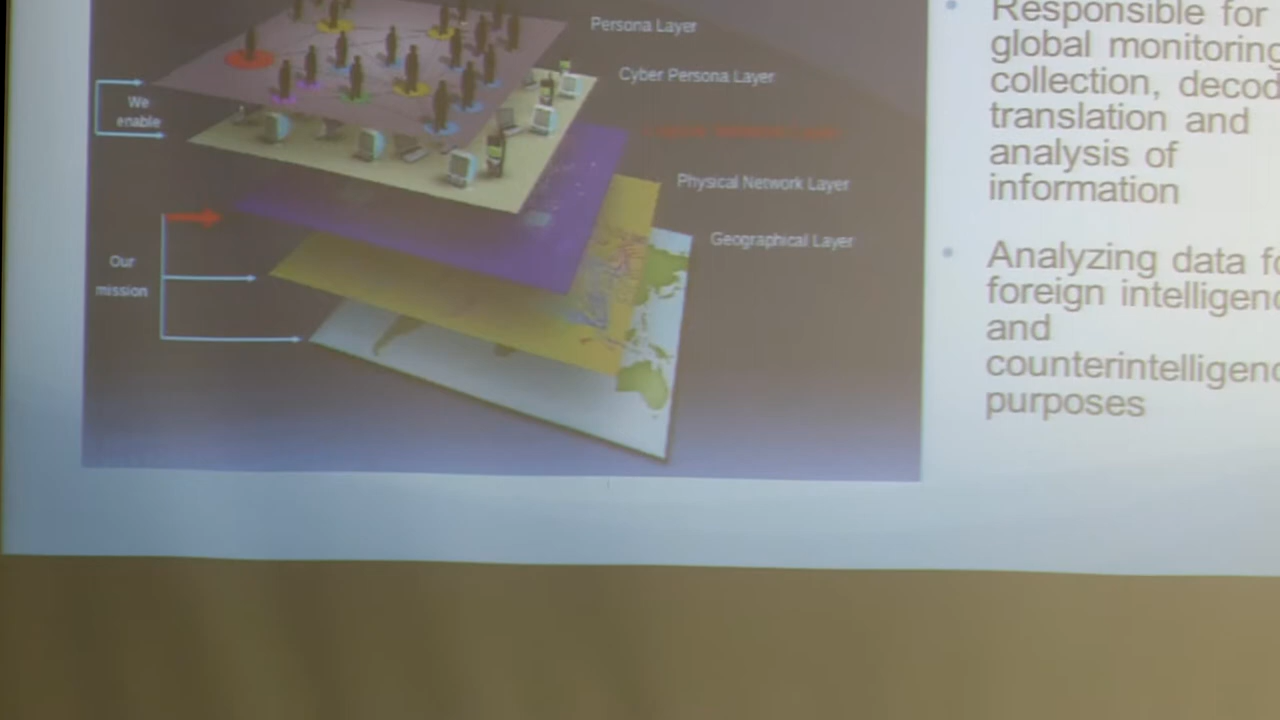 Persona Layer
Cyber Persona Layer
Physical Network Layer
Geographical Layer
We
enable
Our
mission
Responsible for
global monitoring
collection, decod
translation and
analysis of
information
Analyzing data fo
foreign intelligenc
and
counterintelligenc
purposes